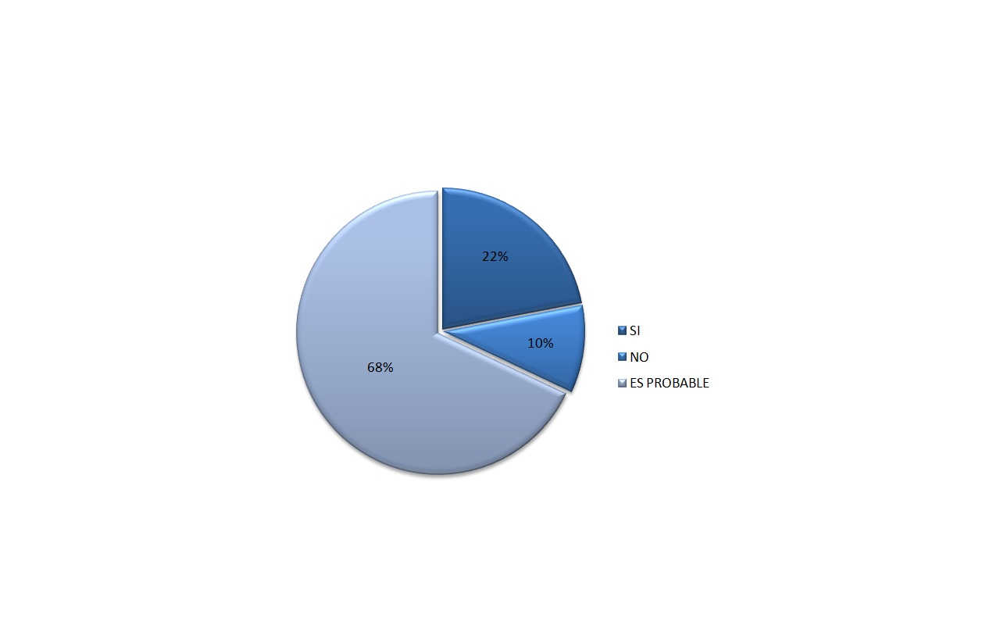 22%
10%
68%
SI
NO
ES PROBABLE